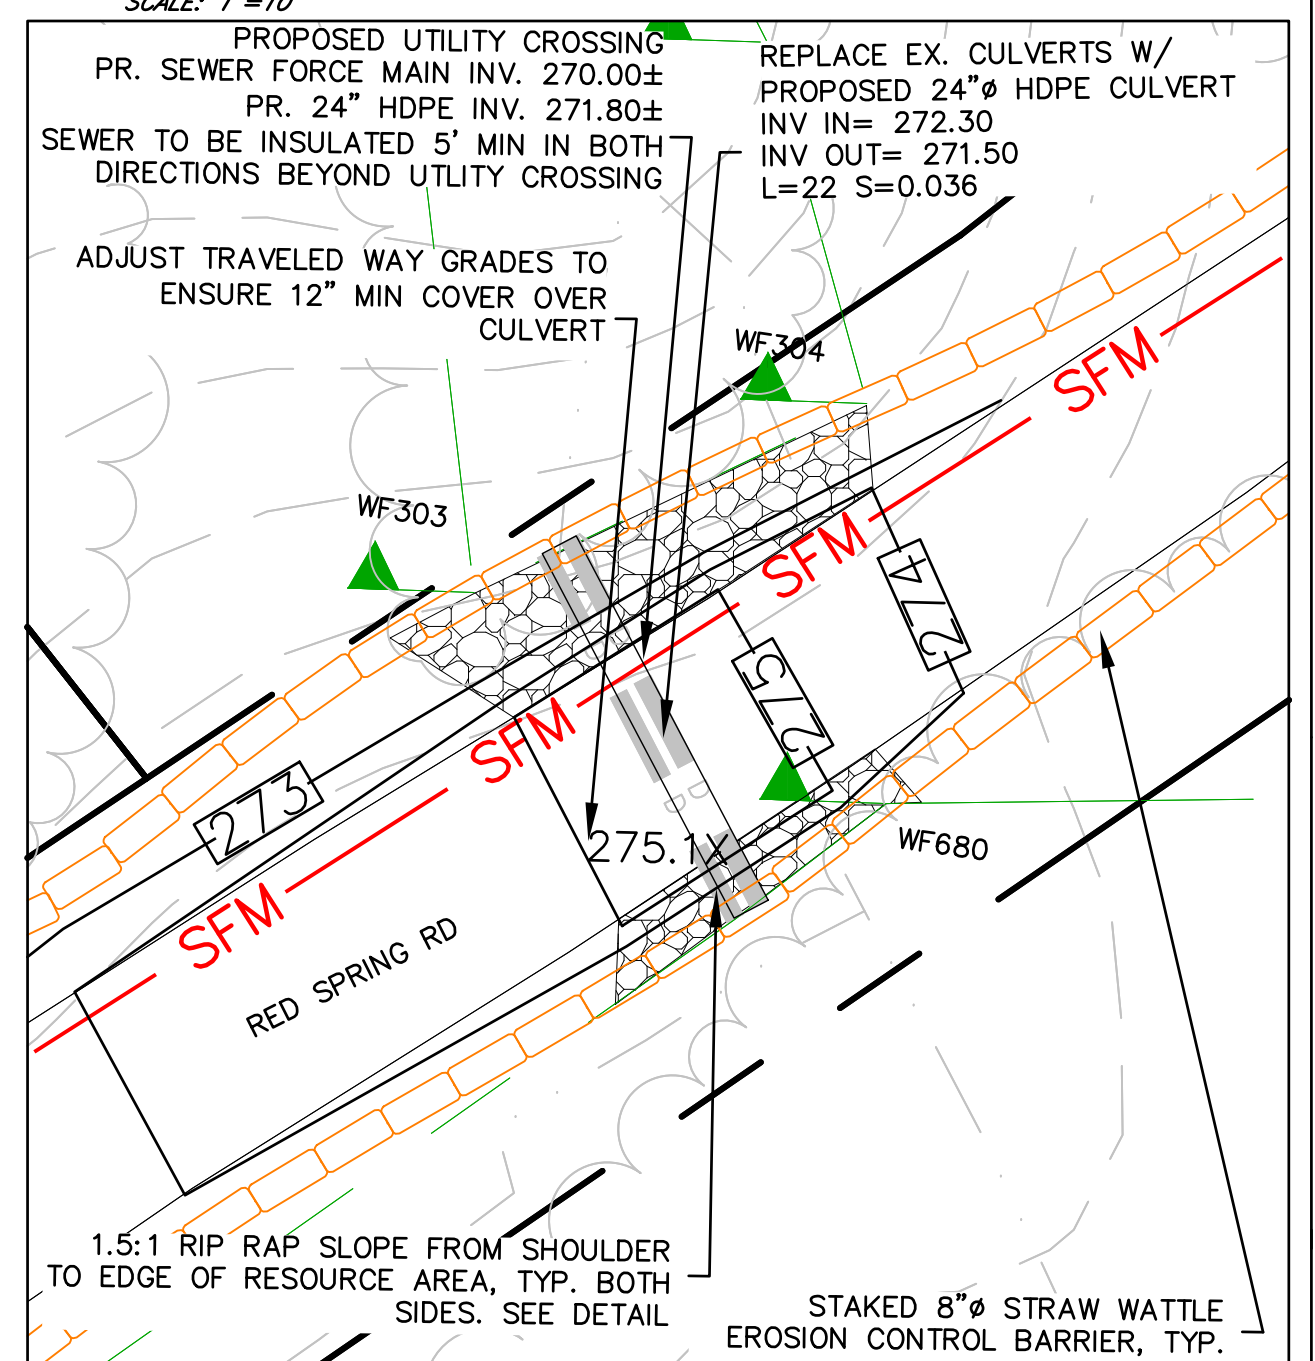 SCALE: 1"=10'
PROPOSED UTILITY CROSSING
PR. SEWER FORCE MAIN INV. 270.00±
PR. 24" HDPE INV. 271.80±
SEWER TO BE INSULATED 5' MIN IN BOTH
DIRECTIONS BEYOND UTLITY CROSSING
REPLACE EX. CULVERTS W/
PROPOSED 24"ø HDPE CULVERT
INV IN= 272.30
INV OUT= 271.50
L=22 S=0.036
ADJUST TRAVELED WAY GRADES TO
ENSURE 12" MIN COVER OVER
CULVERT
WF304
SFM
WF303
SFM
274
275
SFM
273
275.1X
WF680
SFM
RED SPRING RD
1.5:1 RIP RAP SLOPE FROM SHOULDER
TO EDGE OF RESOURCE AREA, TYP. BOTH
SIDES. SEE DETAIL
STAKED 8"ø STRAW WATTLE
EROSION CONTROL BARRIER, TYP.